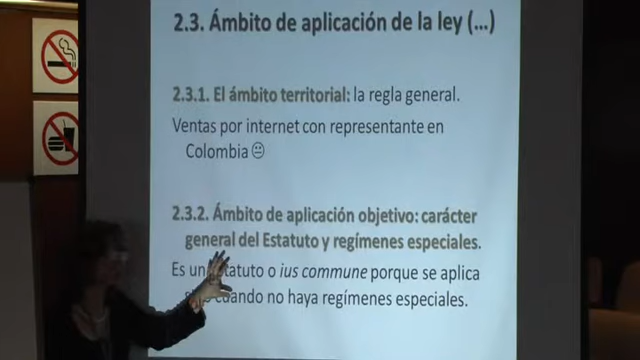 2.3. Ámbito de aplicación de la ley (...)
2.3.1. El ámbito territorial: la regla general.
Ventas por internet con representante en
Colombia 😐
2.3.2. Ámbito de aplicación objetivo: carácter
general del Estatuto y regímenes especiales.
Es un statuto o ius commune porque se aplica
cuando no haya regímenes especiales.